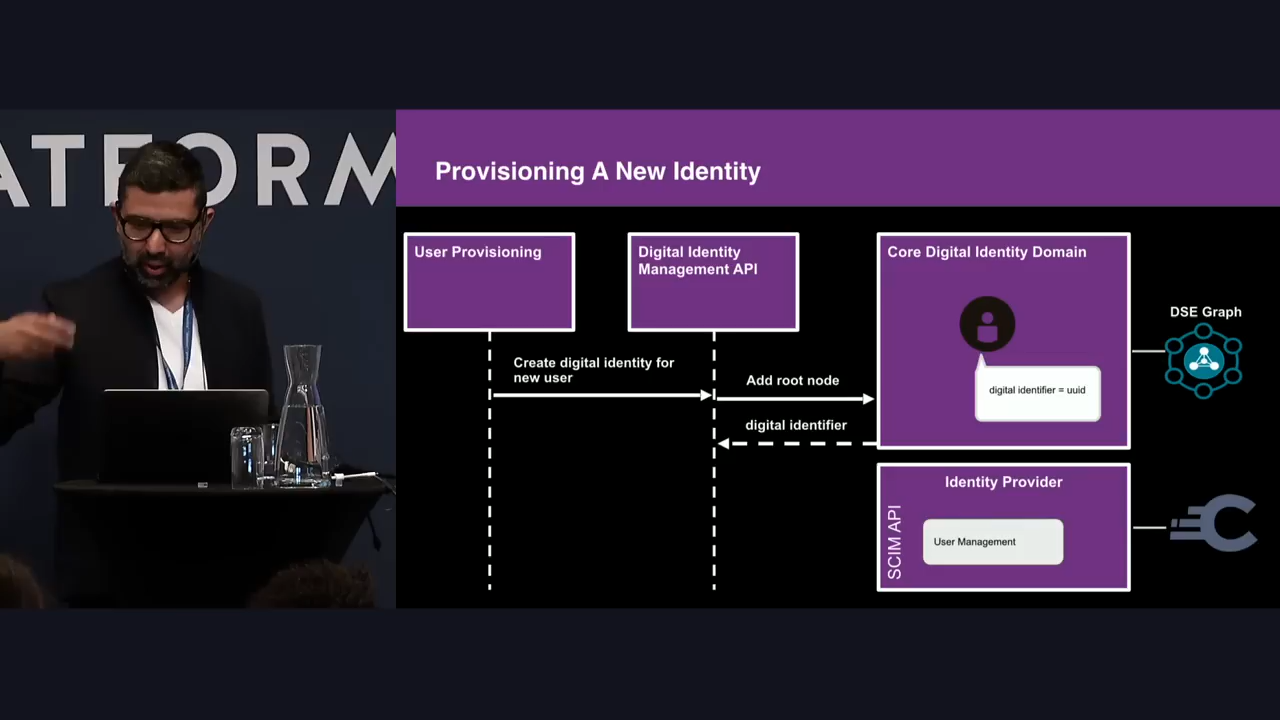 ATFORM
Provisioning A New Identity
User Provisioning
Digital Identity
Management API
Core Digital Identity Domain
DSE Graph
Create digital identity for
new user
Add root node
digital identifier = uuid
digital identifier
Identity Provider
SCIM API
User Management